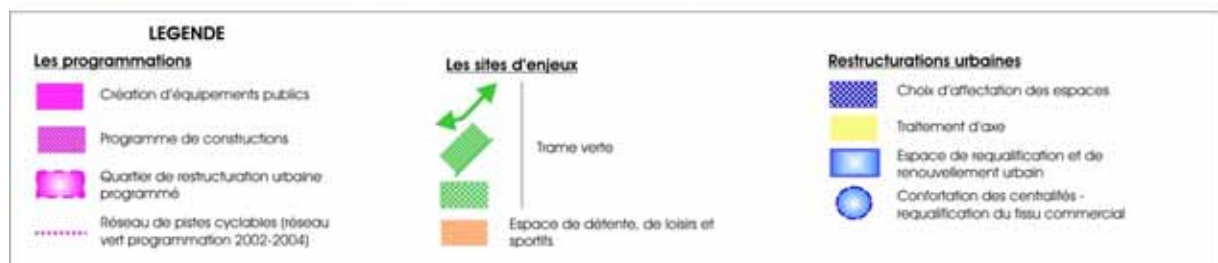 LEGENDE
Les programmations
Création d'équipements publics
Programme de constructions
Quartier de restructuration urbaine
programmé
Réseau de pistes cyclables (réseau
vert programmation 2002-2004)
Les sites d'enjeux
Trame verte
Espace de détente, de loisirs et
sportifs
Restructurations urbaines
Choix d'affectation des espaces
Traitement d'axe
Espace de requalification et de
renouvellement urbain
Confortation des centralités -
requalification du tissu commercial